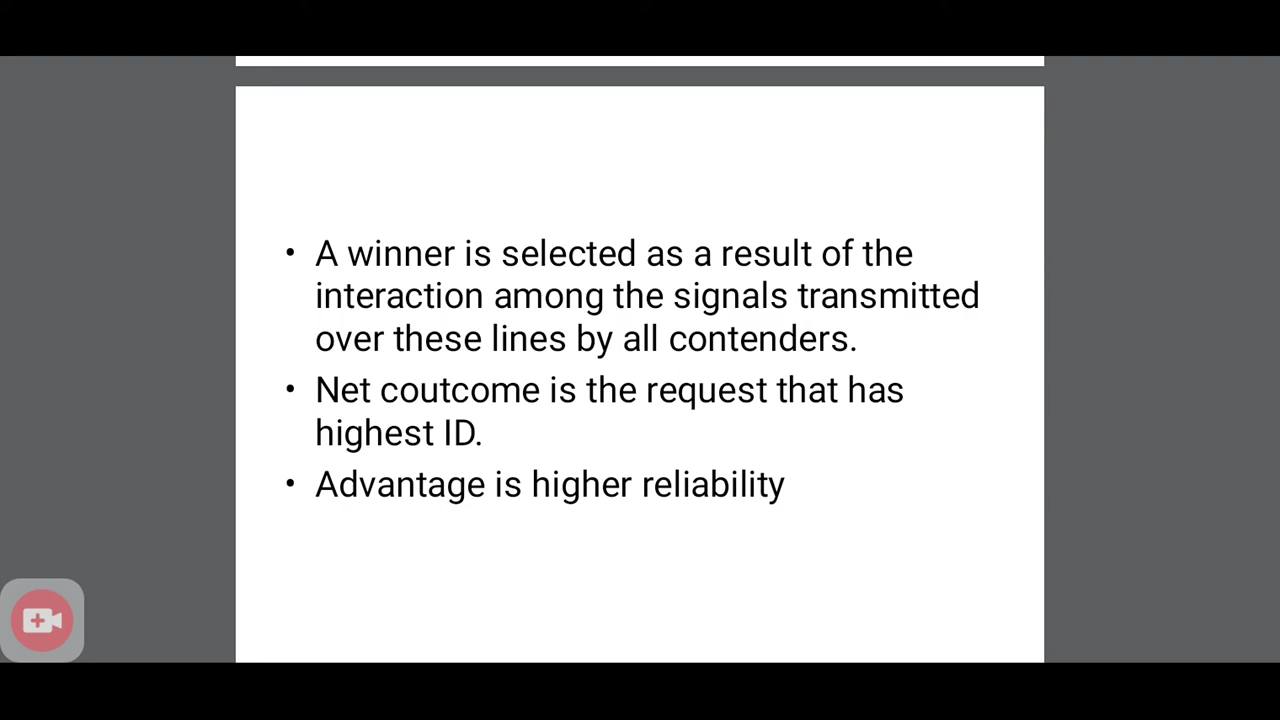 • A winner is selected as a result of the
interaction among the signals transmitted
over these lines by all contenders.
• Net coutcome is the request that has
highest ID.
• Advantage is higher reliability